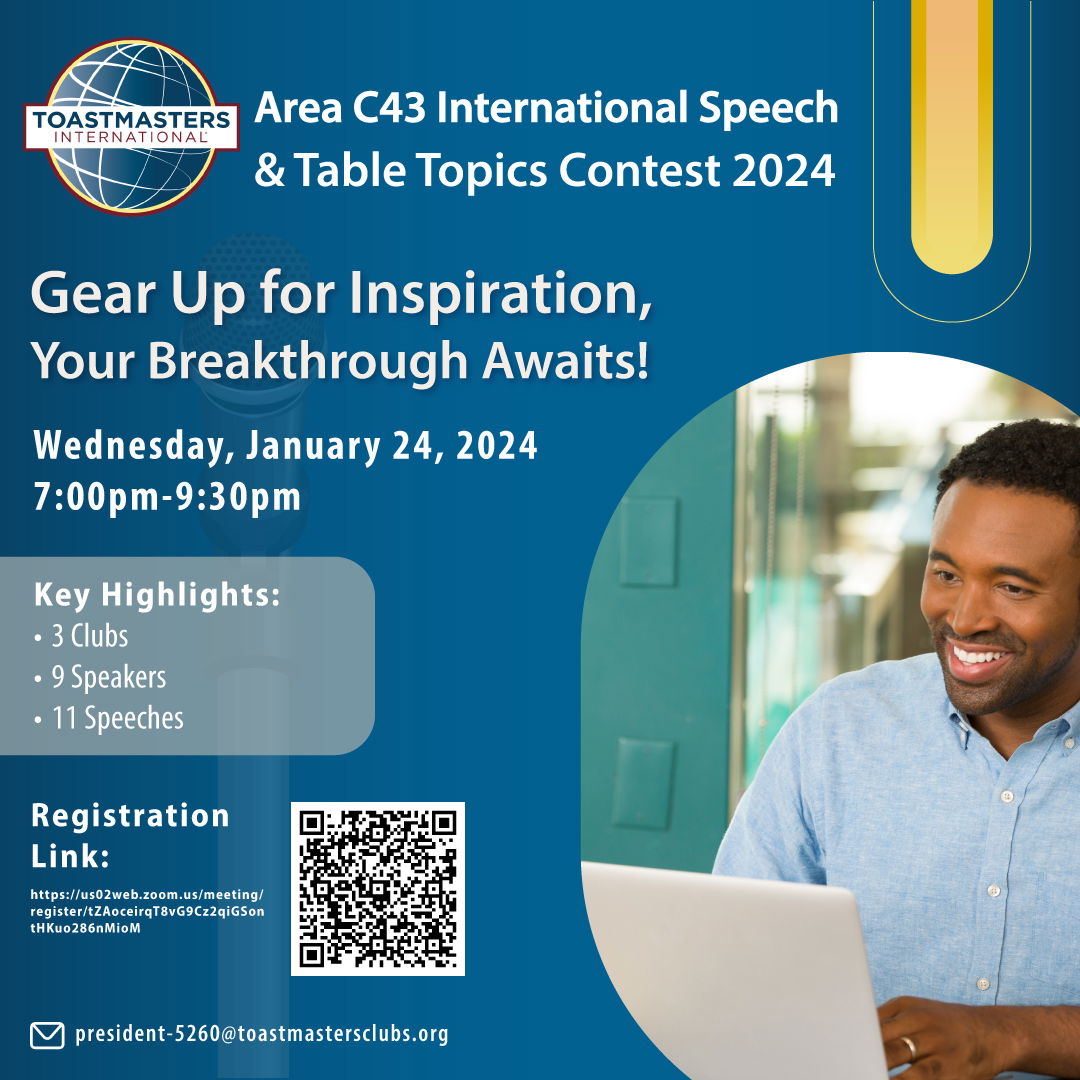 TOASTMASTERS
INTERNATIONAL
Area C43 International Speech
& Table Topics Contest 2024
Gear Up for Inspiration,
Your Breakthrough Awaits!
Wednesday, January 24, 2024
7:00pm-9:30pm
Key Highlights:
• 3 Clubs
• 9 Speakers
• 11 Speeches
Registration
Link:
https://us02web.zoom.us/meeting/
register/tZAoceirqT8vG9Cz2qiGSon
tHKuo286nMioM
president-5260@toastmastersclubs.org